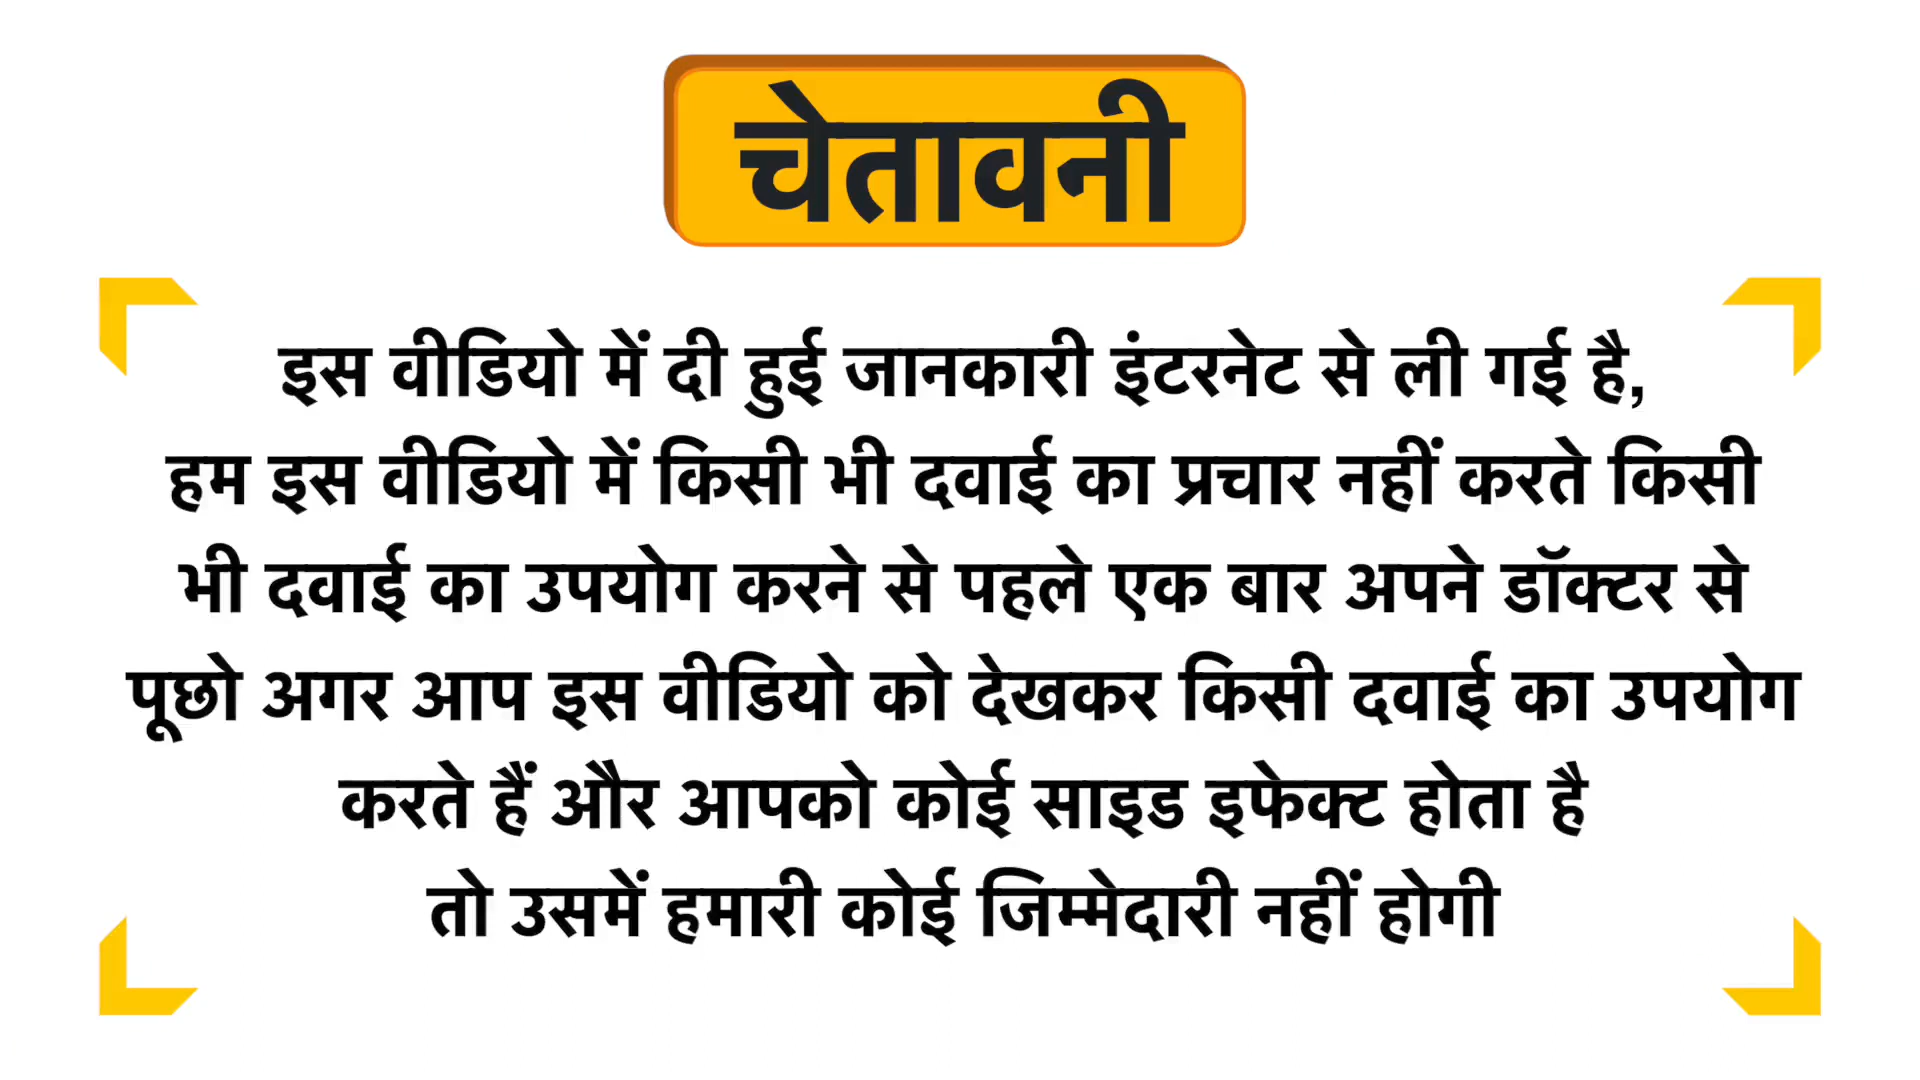 चेतावनी
इस वीडियो में दी हुई जानकारी इंटरनेट से ली गई है,
हम इस वीडियो में किसी भी दवाई का प्रचार नहीं करते किसी
भी दवाई का उपयोग करने से पहले एक बार अपने डॉक्टर से
पूछो अगर आप इस वीडियो को देखकर किसी दवाई का उपयोग
करते हैं और आपको कोई साइड इफेक्ट होता है
तो उसमें हमारी कोई जिम्मेदारी नहीं होगी